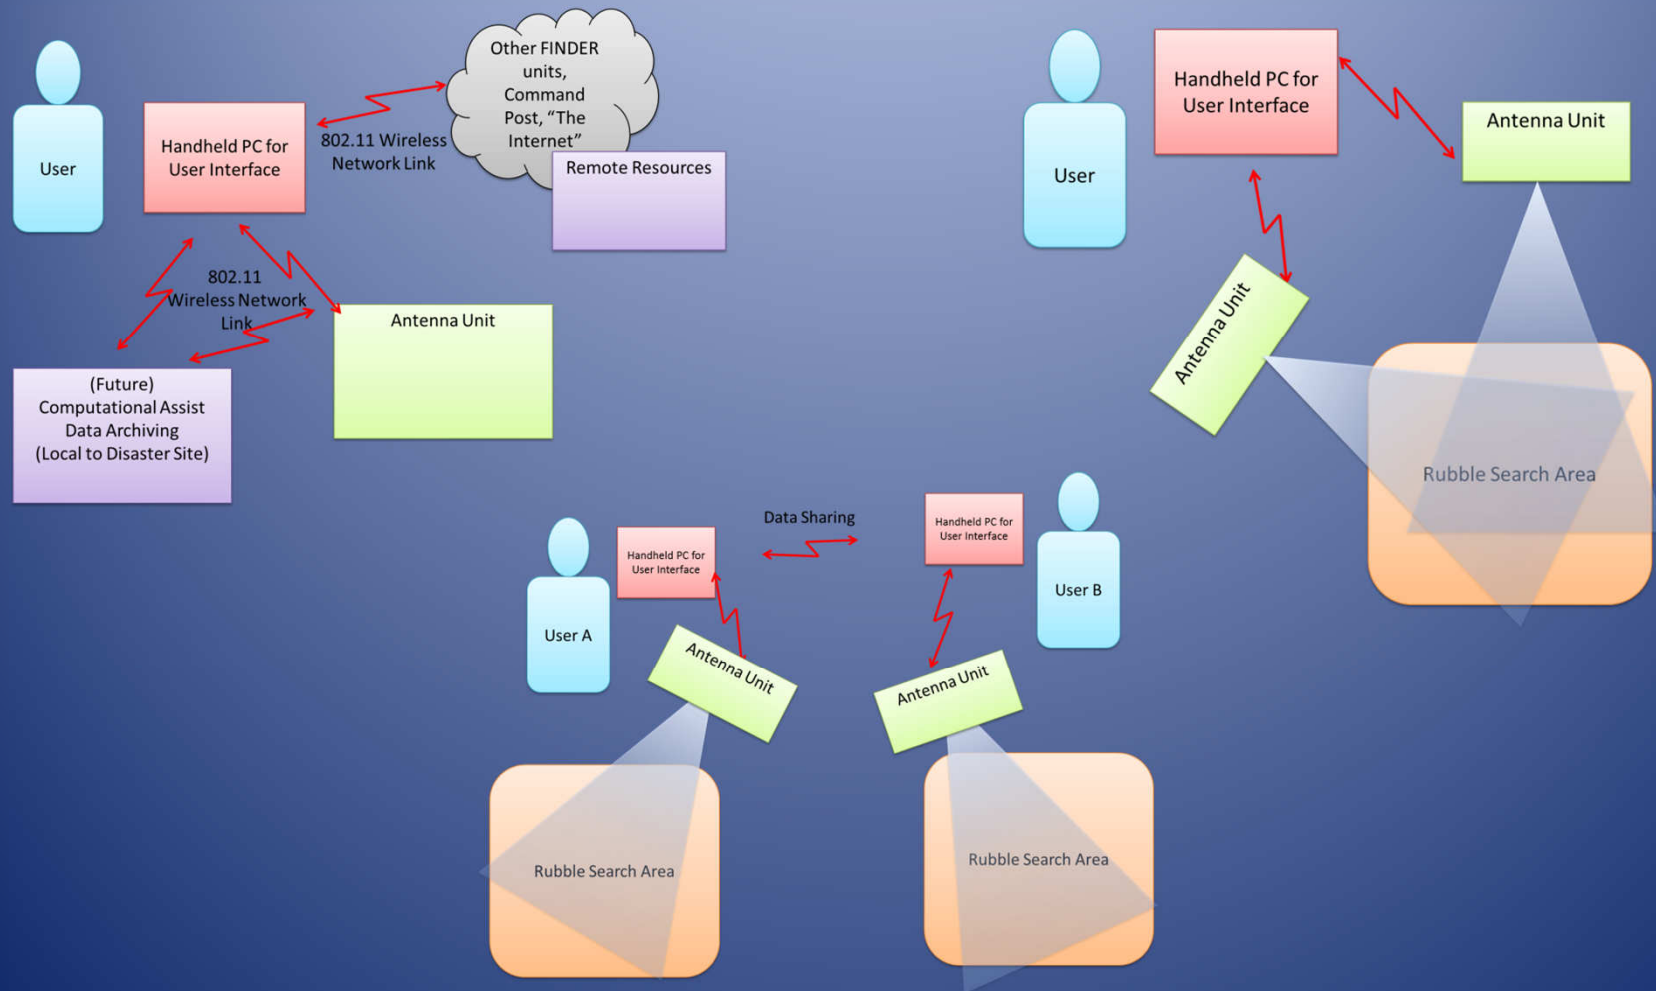 User
Handheld PC for
User Interface
802.11 Wireless
Network Link
Other FINDER
units,
Command
Post, “The
Internet”
Remote Resources
802.11
Wireless Network
Link
Antenna Unit
(Future)
Computational Assist
Data Archiving
(Local to Disaster Site)
User
Handheld PC for
User Interface
Antenna Unit
Antenna Unit
Rubble Search Area
User A
Handheld PC for
User Interface
Data Sharing
Handheld PC for
User Interface
User B
Antenna Unit
Antenna Unit
Rubble Search Area
Rubble Search Area